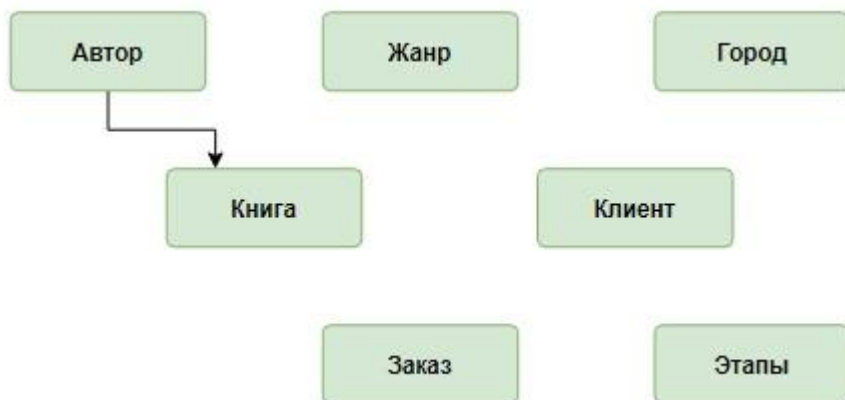 Автор
Жанр
Город
Книга
Клиент
Заказ
Этапы